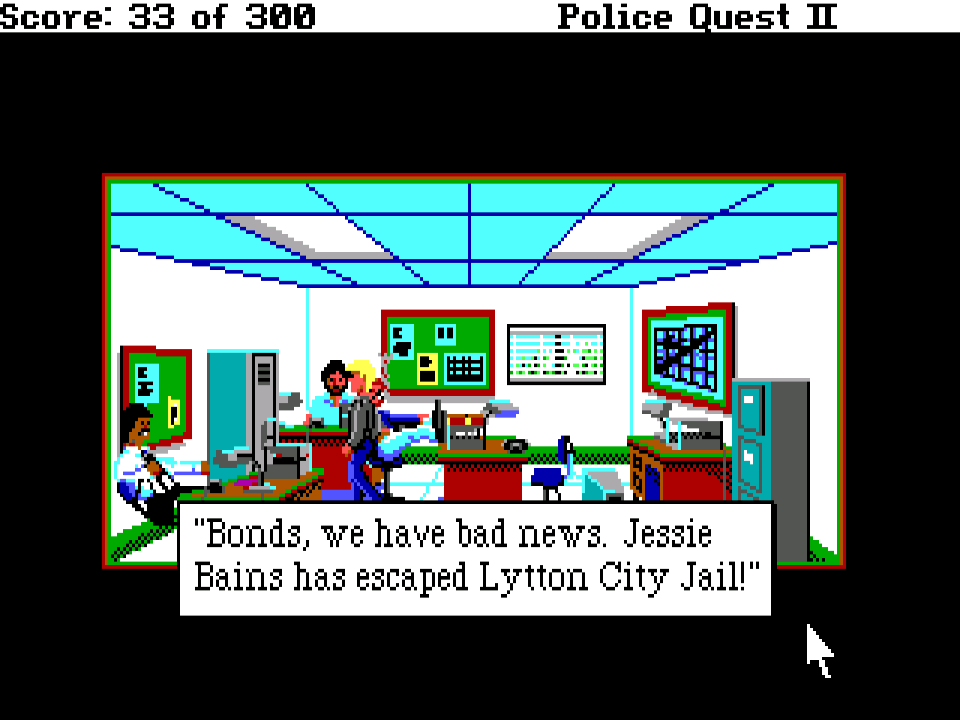 Score: 33 of 300 Police Quest II
"Bonds, we have bad news. Jessie
Bains has escaped Lytton City Jail!"